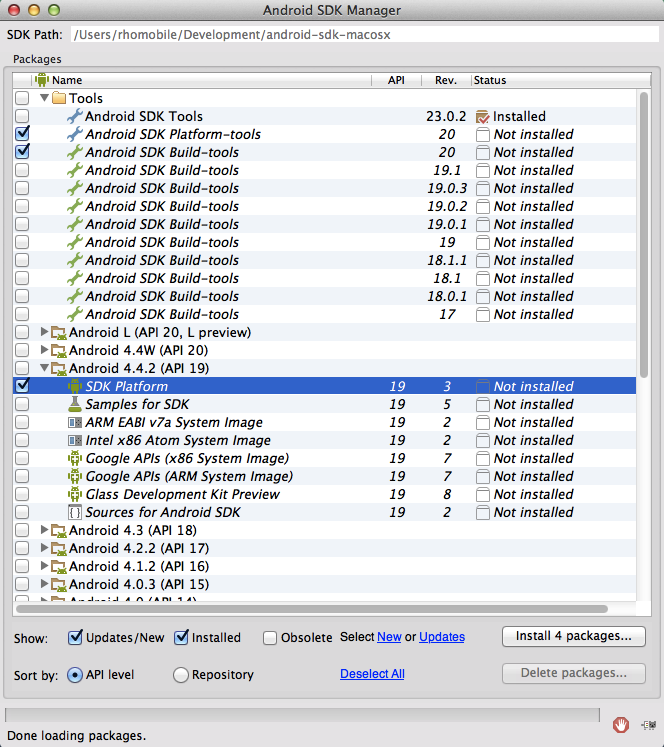 Android SDK Manager
SDK Path: /Users/rhomobile/Development/android-sdk-macosx
Packages
Name API Rev. Status
Tools
Android SDK Tools 23.0.2 Installed
Android SDK Platform-tools 20 Not installed
Android SDK Build-tools 20 Not installed
Android SDK Build-tools 19.1 Not installed
Android SDK Build-tools 19.0.3 Not installed
Android SDK Build-tools 19.0.2 Not installed
Android SDK Build-tools 19.0.1 Not installed
Android SDK Build-tools 19 Not installed
Android SDK Build-tools 18.1.1 Not installed
Android SDK Build-tools 18.1 Not installed
Android SDK Build-tools 18.0.1 Not installed
Android SDK Build-tools 17 Not installed
Android L (API 20, L preview)
Android 4.4W (API 20)
Android 4.4.2 (API 19)
SDK Platform 19 3 Not installed
Samples for SDK 19 5 Not installed
ARM EABI v7a System Image 19 2 Not installed
Intel x86 Atom System Image 19 2 Not installed
Google APIs (x86 System Image) 19 7 Not installed
Google APIs (ARM System Image) 19 7 Not installed
Glass Development Kit Preview 19 8 Not installed
Sources for Android SDK 19 2 Not installed
Android 4.3 (API 18)
Android 4.2.2 (API 17)
Android 4.1.2 (API 16)
Android 4.0.3 (API 15)
Android 4.0 (API 14)
Show: Updates/New Installed Obsolete Select New or Updates Install 4 packages...
Sort by: API level Repository Deselect All Delete packages...
Done loading packages.